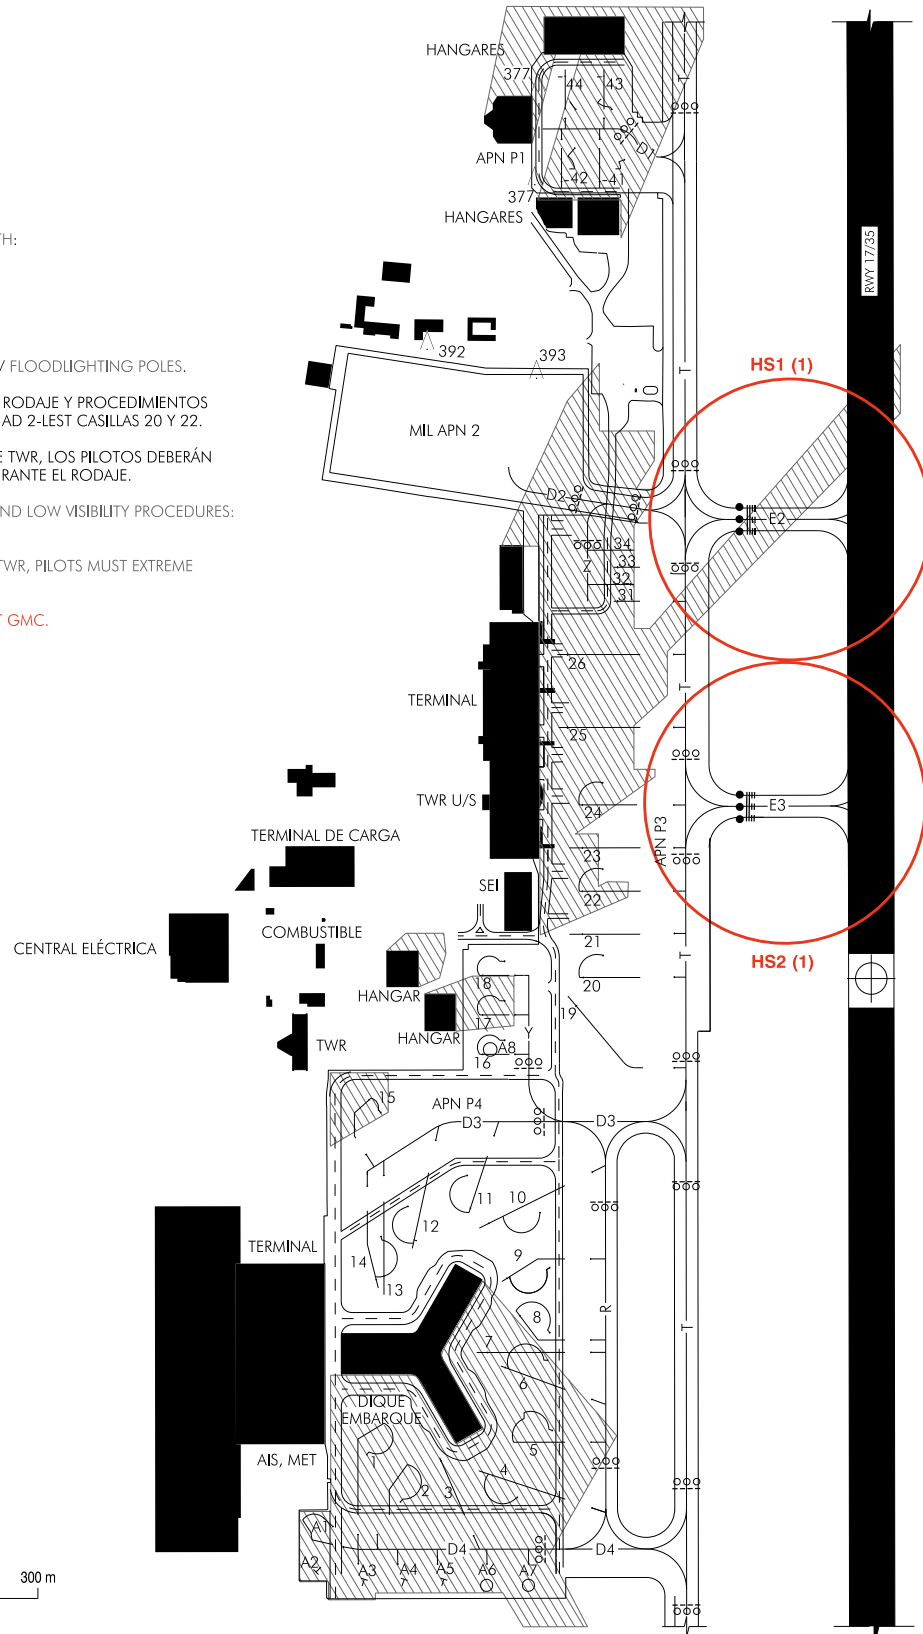 HANGARES
377
44
43
T
D1
APN P1
42
41
377
HANGARES
TH:
RWY 17/35
392
393
/ FLOODLIGHTING POLES.
T
HS1 (1)
RODAJE Y PROCEDIMIENTOS
AD 2-LEST CASILLAS 20 Y 22.
MIL APN 2
E TWR, LOS PILOTOS DEBERÁN
RANTE EL RODAJE.
D2
ND LOW VISIBILITY PROCEDURES:
E2
34
33
Z
32
31
TWR, PILOTS MUST EXTREME
T GMC.
26
T
TERMINAL
25
TWR U/S
24
E3
TERMINAL DE CARGA
23
APN P3
SEI
22
COMBUSTIBLE
21
CENTRAL ELÉCTRICA
T
HS2 (1)
HANGAR
18
20
19
17
HANGAR
Y
TWR
A8
16
15
APN P4
D3
D3
11
10
12
TERMINAL
14
9
13
R
8
T
7
6
DIQUE
EMBARQUE
5
AIS, MET
1
4
2
3
A1
D4
D4
A2
A3
A4
A5
A6
A7
300 m